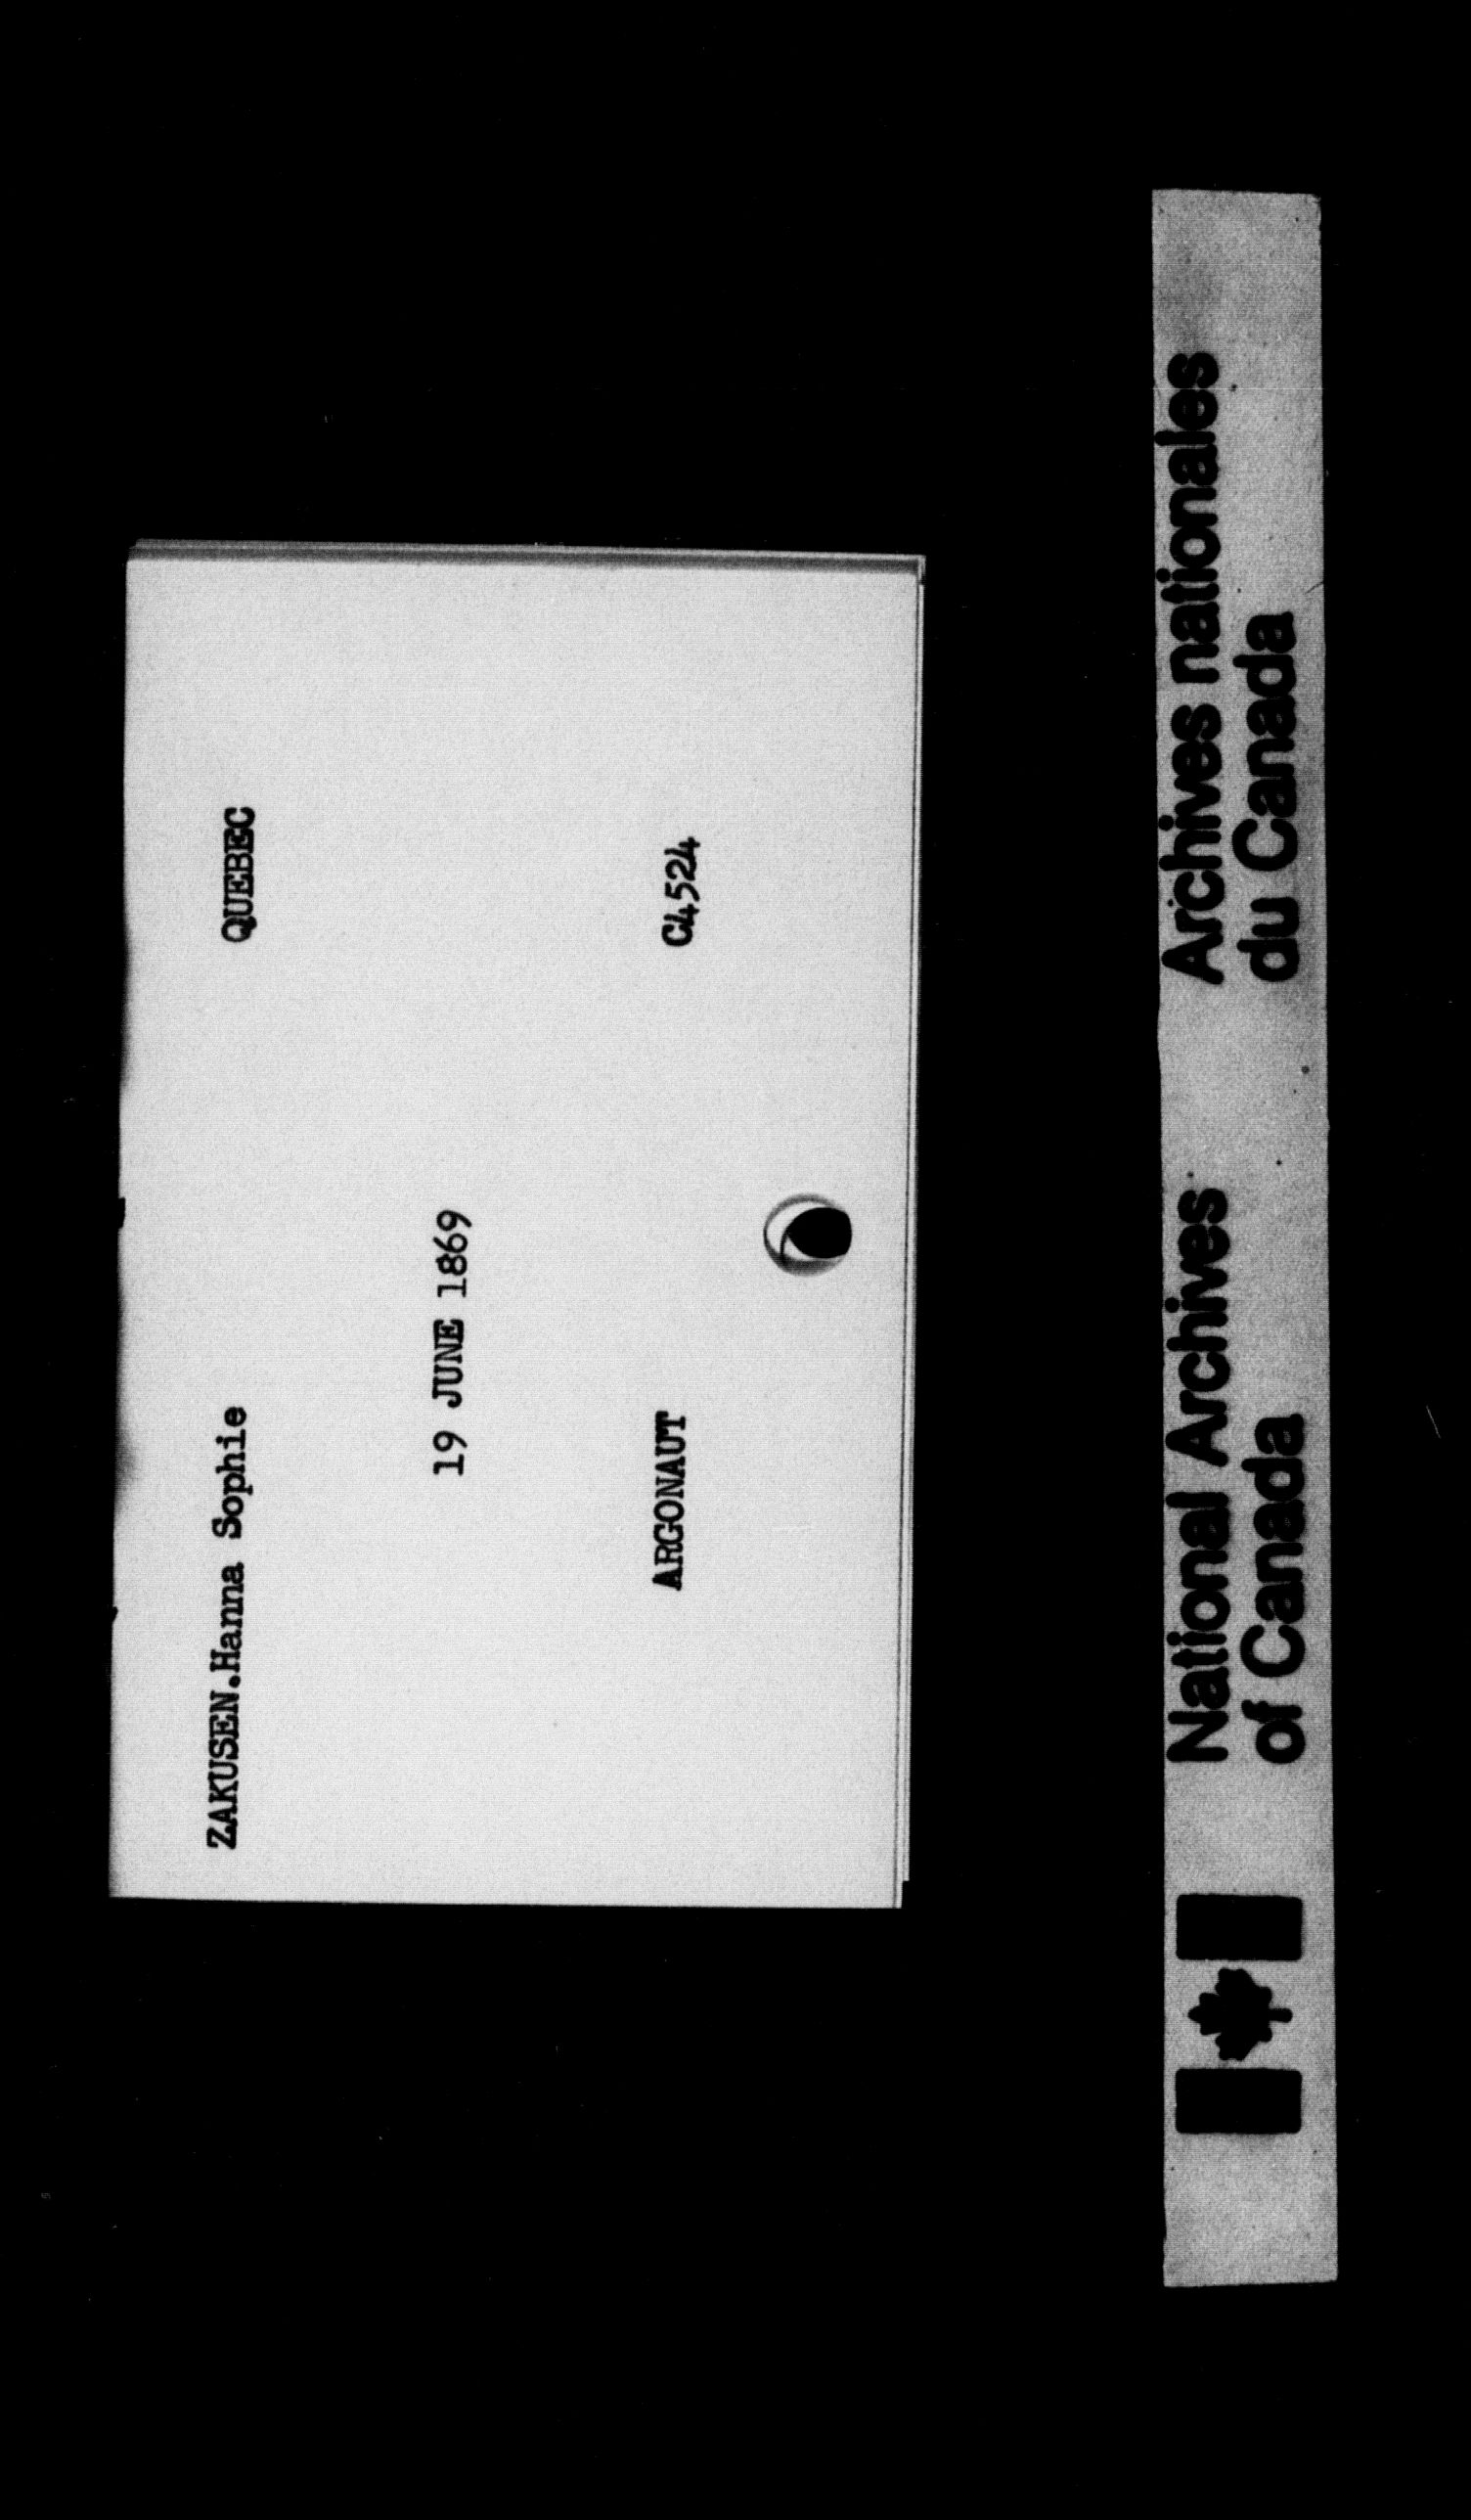 ZAKUSEN.Hanna Sophie QUEBEC
19 JUNE 1869
ARGONAUT C4524
National Archives of Canada
Archives nationales du Canada